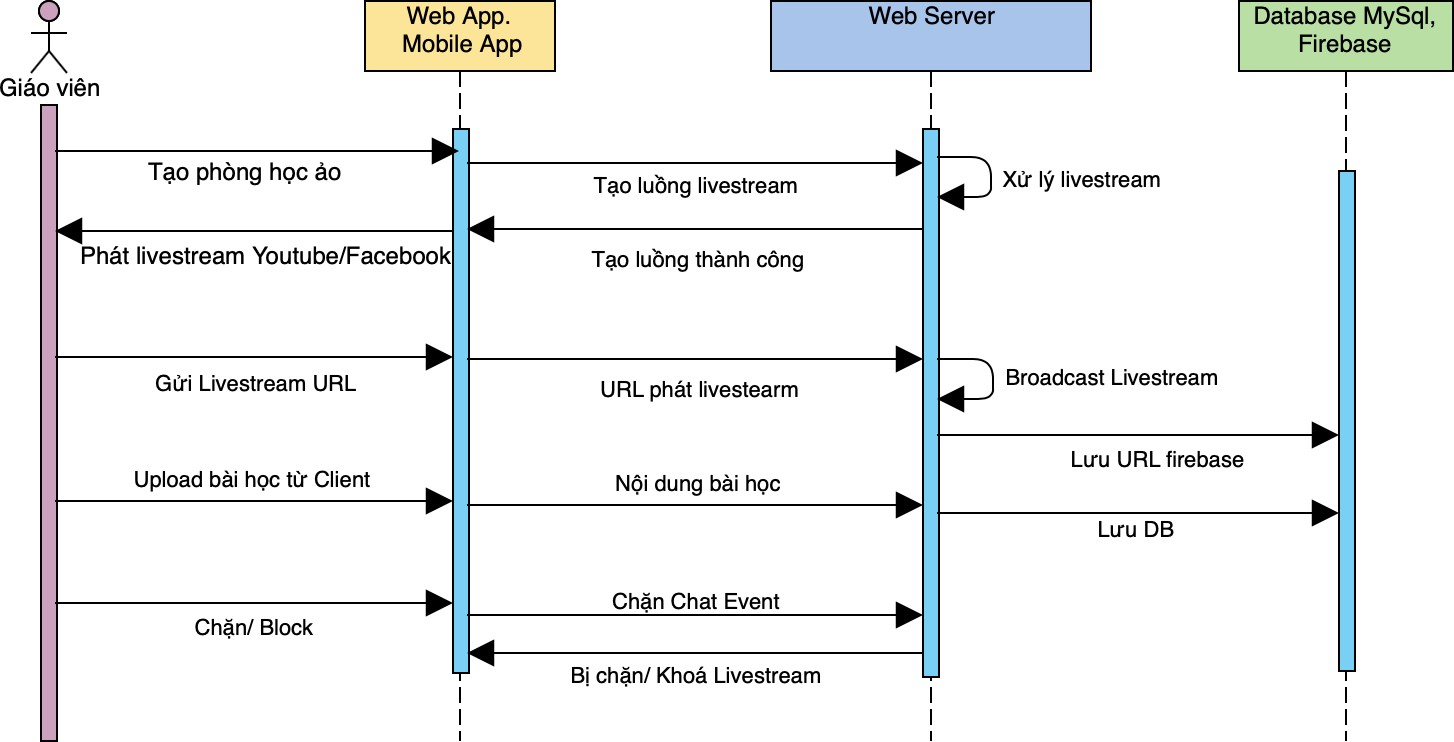 Web App.
Mobile App
Web Server
Database MySql,
Firebase
Giáo viên
Tạo phòng học ảo
Tạo luồng livestream
Xử lý livestream
Phát livestream Youtube/Facebook
Tạo luồng thành công
Gửi Livestream URL
URL phát livestearm
Broadcast Livestream
Lưu URL firebase
Upload bài học từ Client
Nội dung bài học
Lưu DB
Chặn/ Block
Chặn Chat Event
Bị chặn/ Khoá Livestream